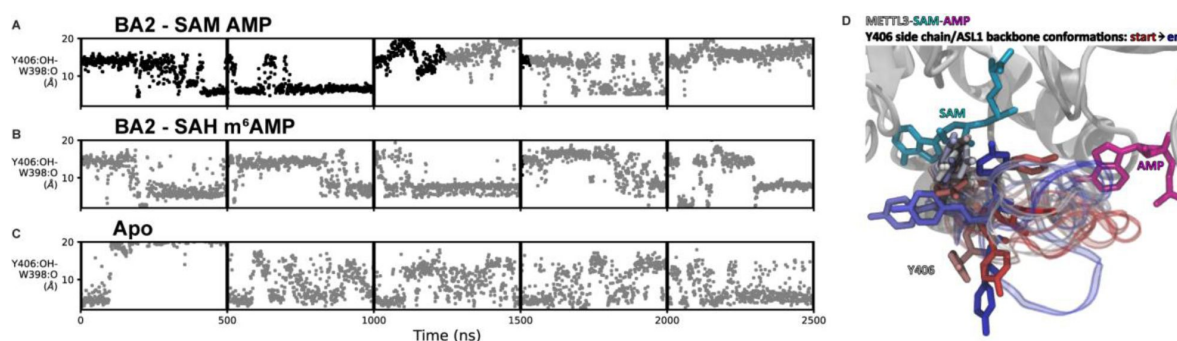 A
BA2 - SAM AMP
Y406:OH-
W398:O
(Å)
20
10
B
BA2 - SAH m⁶AMP
Y406:OH-
W398:O
(Å)
20
10
C
Apo
Y406:OH-
W398:O
(Å)
20
10
0
500
1000
1500
2000
2500
Time (ns)
D
METTL3-SAM-AMP
Y406 side chain/ASL1 backbone conformations: start→
SAM
AMP
Y406